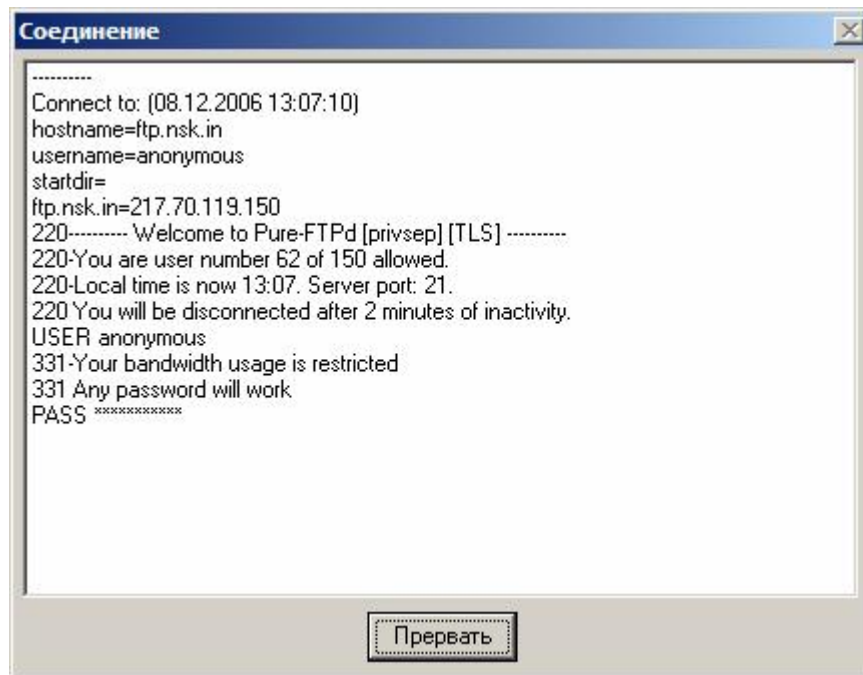 Соединение
----------
Connect to: (08.12.2006 13:07:10)
hostname=ftp.nsk.in
username=anonymous
startdir=
ftp.nsk.in=217.70.119.150
220---------- Welcome to Pure-FTPd [privsep] [TLS] ----------
220-You are user number 62 of 150 allowed.
220-Local time is now 13:07. Server port: 21.
220 You will be disconnected after 2 minutes of inactivity.
USER anonymous
331-Your bandwidth usage is restricted
331 Any password will work
PASS ***********
Прервать